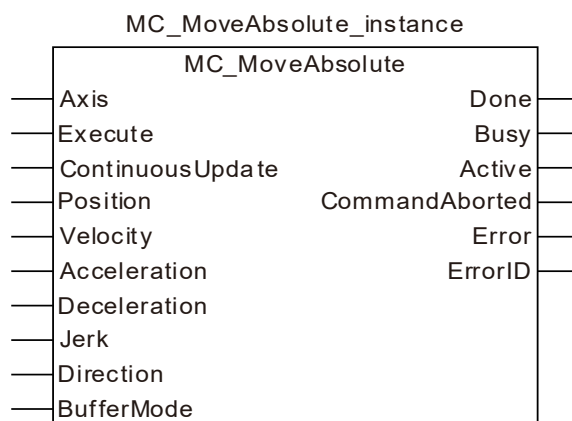 MC_MoveAbsolute_instance
MC_MoveAbsolute
Axis Done
Execute Busy
ContinuousUpdate Active
Position CommandAborted
Velocity Error
Acceleration ErrorID
Deceleration
Jerk
Direction
BufferMode